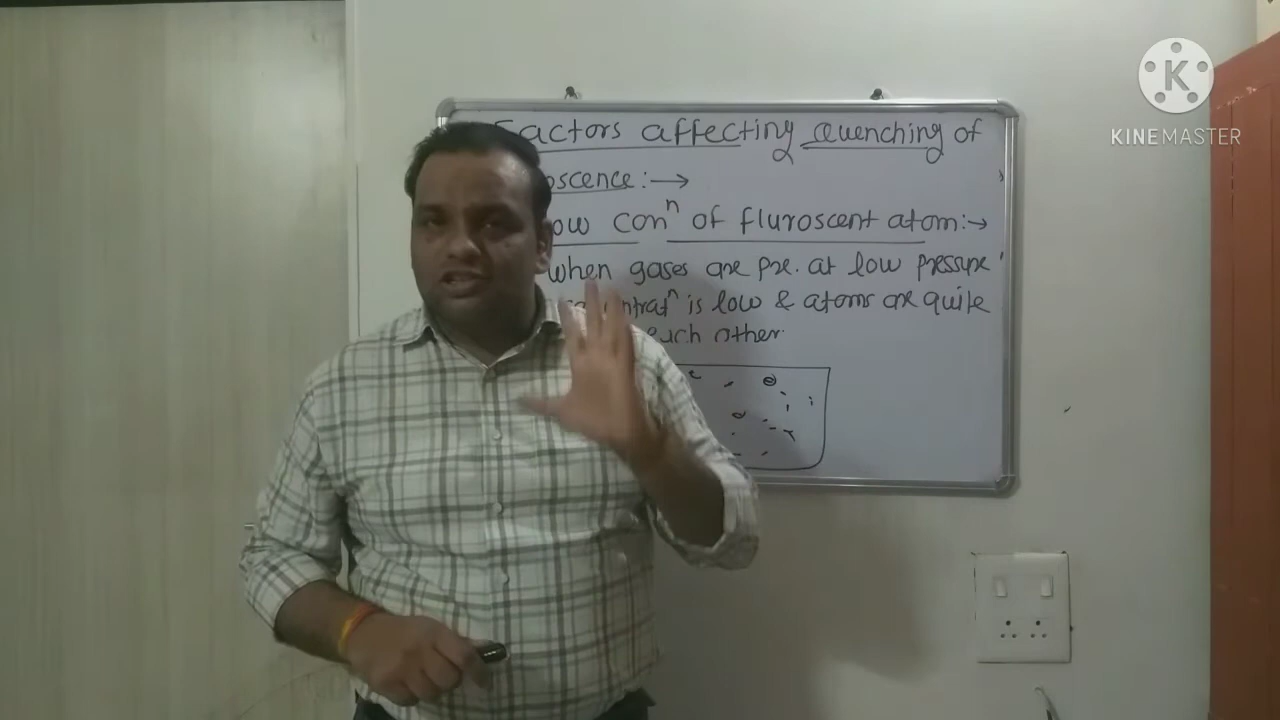 Factors affecting quenching of
oscence :→
ow conⁿ of fluroscent atom:→
when gases are pre. at low pressure
concentratⁿ is low & atoms are quite
each other
K
KINEMASTER